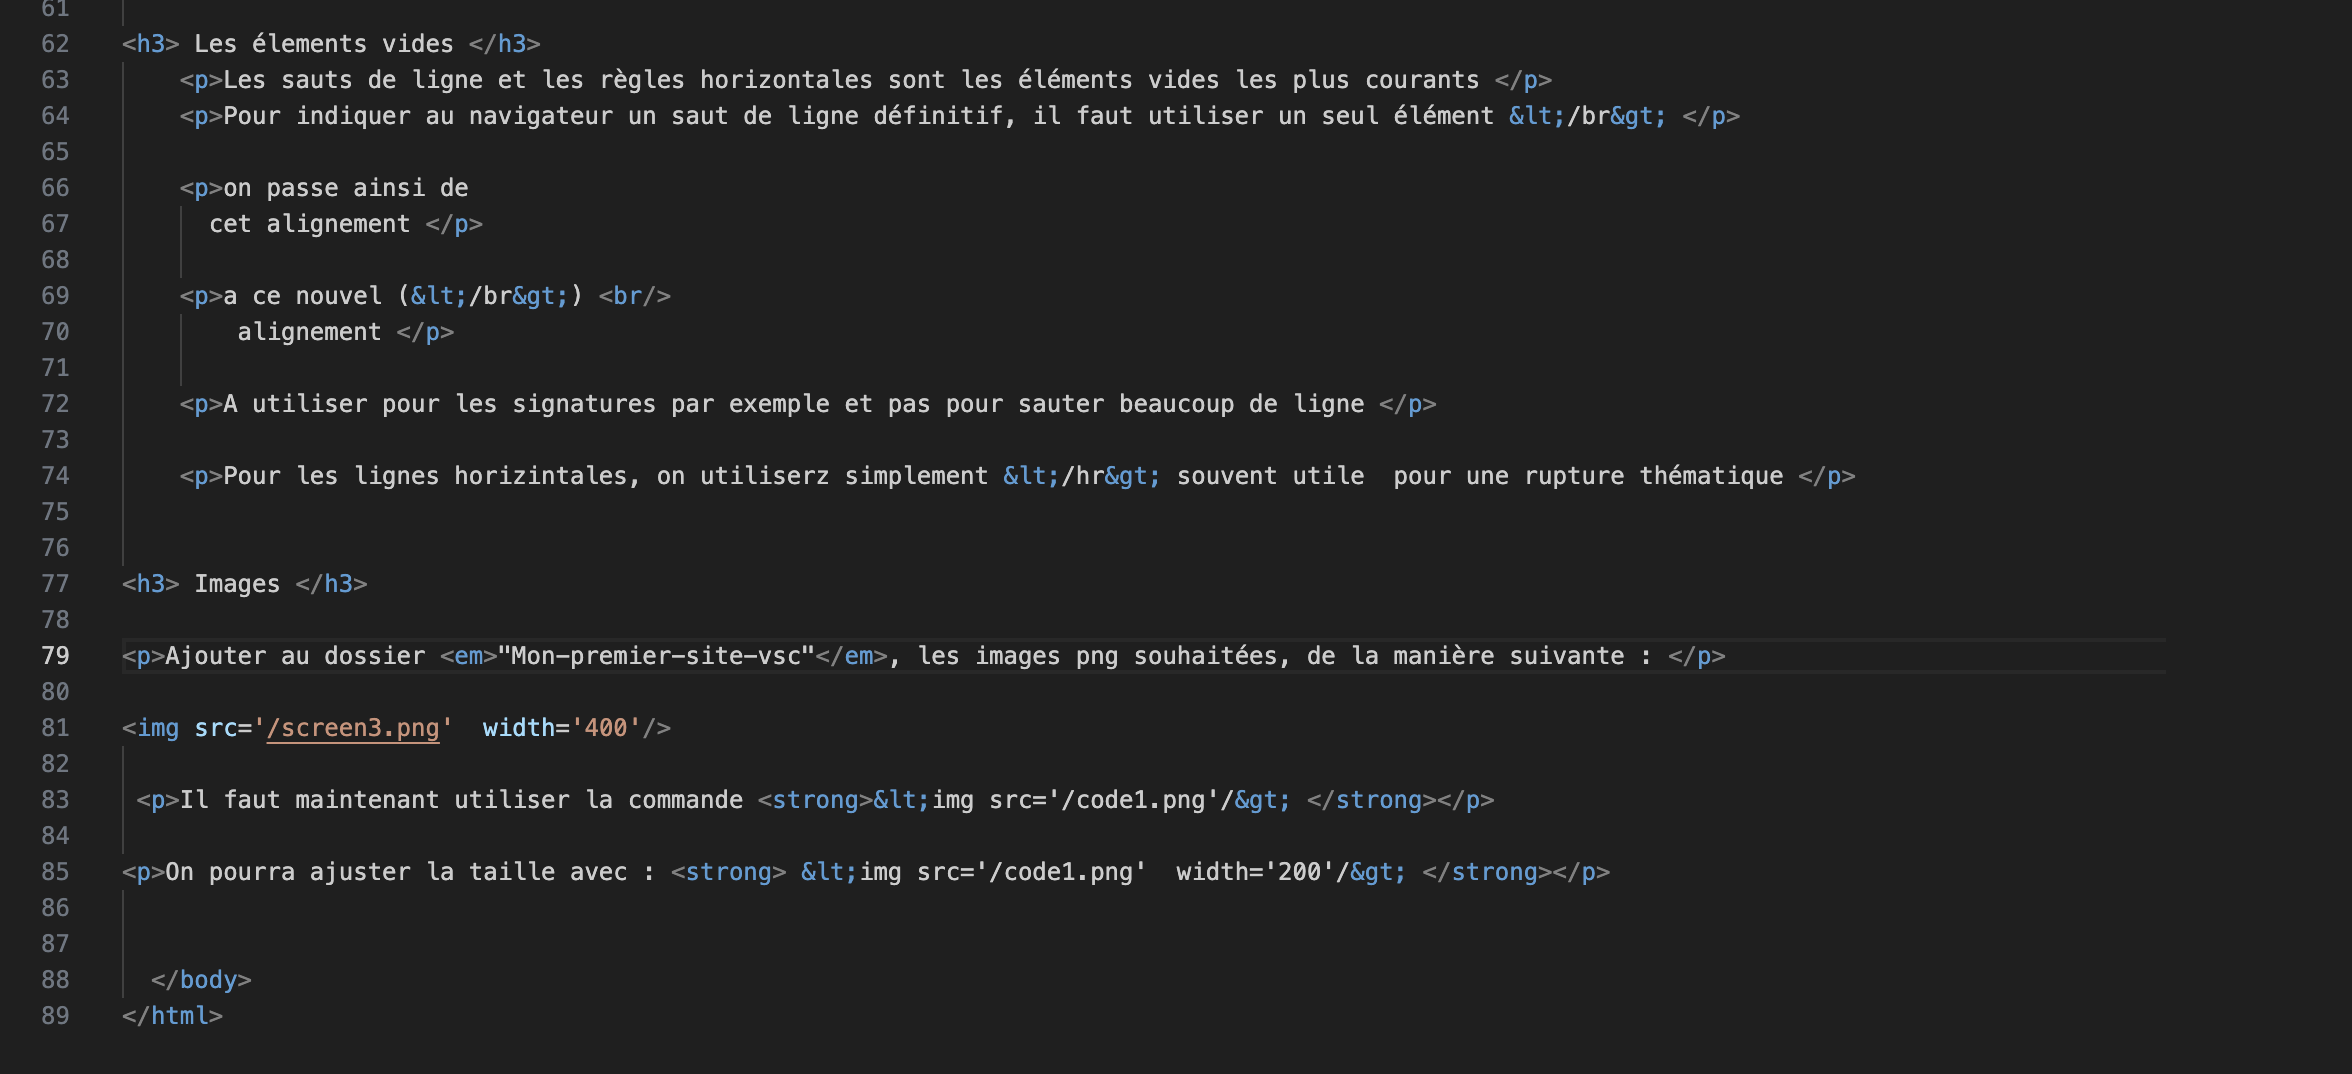 61
62 <h3> Les élements vides </h3>
63 <p>Les sauts de ligne et les règles horizontales sont les éléments vides les plus courants </p>
64 <p>Pour indiquer au navigateur un saut de ligne définitif, il faut utiliser un seul élément &lt;/br&gt; </p>
65
66 <p>on passe ainsi de
67 cet alignement </p>
68
69 <p>a ce nouvel (&lt;/br&gt;) <br/>
70 alignement </p>
71
72 <p>A utiliser pour les signatures par exemple et pas pour sauter beaucoup de ligne </p>
73
74 <p>Pour les lignes horizintales, on utiliserz simplement &lt;/hr&gt; souvent utile  pour une rupture thématique </p>
75
76
77 <h3> Images </h3>
78
79 <p>Ajouter au dossier <em>"Mon-premier-site-vsc"</em>, les images png souhaitées, de la manière suivante : </p>
80
81 <img src='/screen3.png'  width='400'/>
82
83 <p>Il faut maintenant utiliser la commande <strong>&lt;img src='/code1.png'/&gt; </strong></p>
84
85 <p>On pourra ajuster la taille avec : <strong> &lt;img src='/code1.png'  width='200'/&gt; </strong></p>
86
87
88 </body>
89 </html>